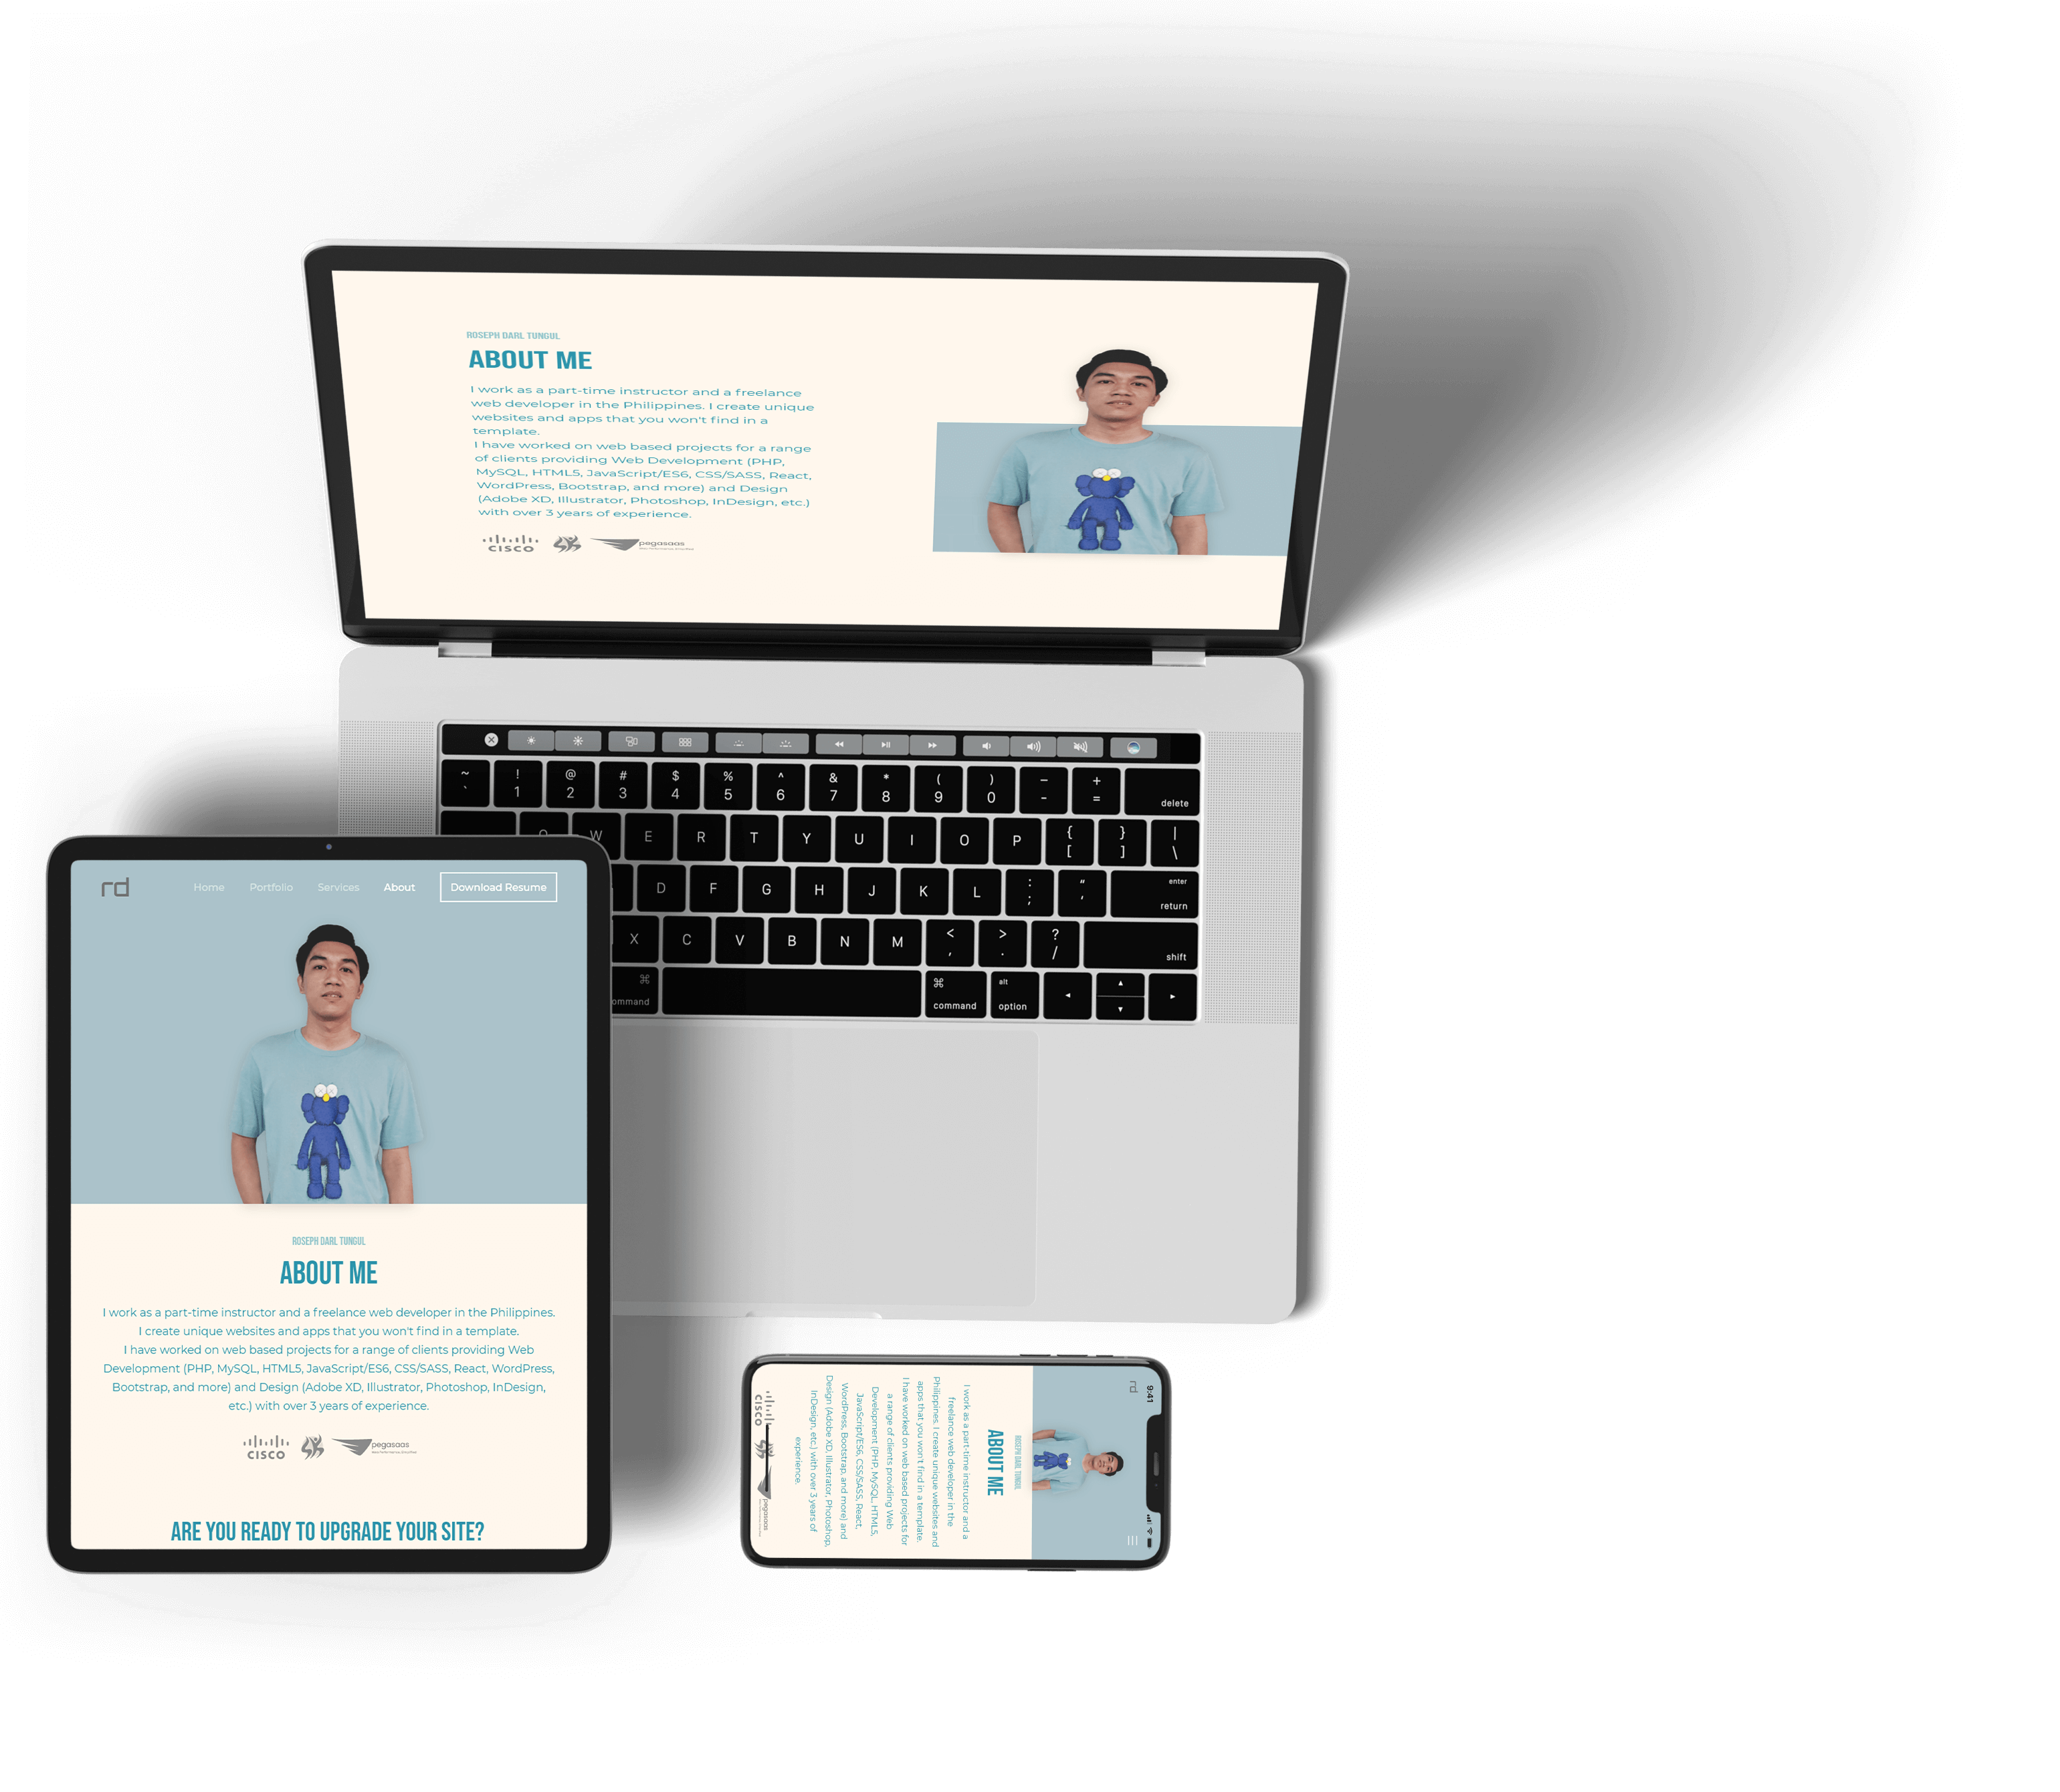 ROSEPH DARL TUNGUL
ABOUT ME
I work as a part-time instructor and a freelance
web developer in the Philippines. I create unique
websites and apps that you won't find in a
template.
I have worked on web based projects for a range
of clients providing Web Development (PHP,
MySQL, HTML5, JavaScript/ES6, CSS/SASS, React,
WordPress, Bootstrap, and more) and Design
(Adobe XD, Illustrator, Photoshop, InDesign, etc.)
with over 3 years of experience.
CISCO pegasaas
~ ! @ # $ % ^ & * ( ) – +
` 1 2 3 4 5 6 7 8 9 0 - = delete
Q W E R T Y U I O P { [ } ] | \
D F G H J K L : ; " ' enter return
X C V B N M < , > . ? / shift
⌘ ⌘ alt
ommand command option
rd Home Portfolio Services About Download Resume
ROSEPH DARL TUNGUL
ABOUT ME
I work as a part-time instructor and a freelance web developer in the Philippines.
I create unique websites and apps that you won't find in a template.
I have worked on web based projects for a range of clients providing Web
Development (PHP, MySQL, HTML5, JavaScript/ES6, CSS/SASS, React, WordPress,
Bootstrap, and more) and Design (Adobe XD, Illustrator, Photoshop, InDesign,
etc.) with over 3 years of experience.
CISCO pegasaas
ARE YOU READY TO UPGRADE YOUR SITE?
9:41
rd
ROSEPH DARL TUNGUL
ABOUT ME
I work as a part-time instructor and a
freelance web developer in the
Philippines. I create unique websites and
apps that you won't find in a template.
I have worked on web based projects for
a range of clients providing Web
Development (PHP, MySQL, HTML5,
JavaScript/ES6, CSS/SASS, React,
WordPress, Bootstrap, and more) and
Design (Adobe XD, Illustrator, Photoshop,
InDesign, etc.) with over 3 years of
experience.
CISCO pegasaas